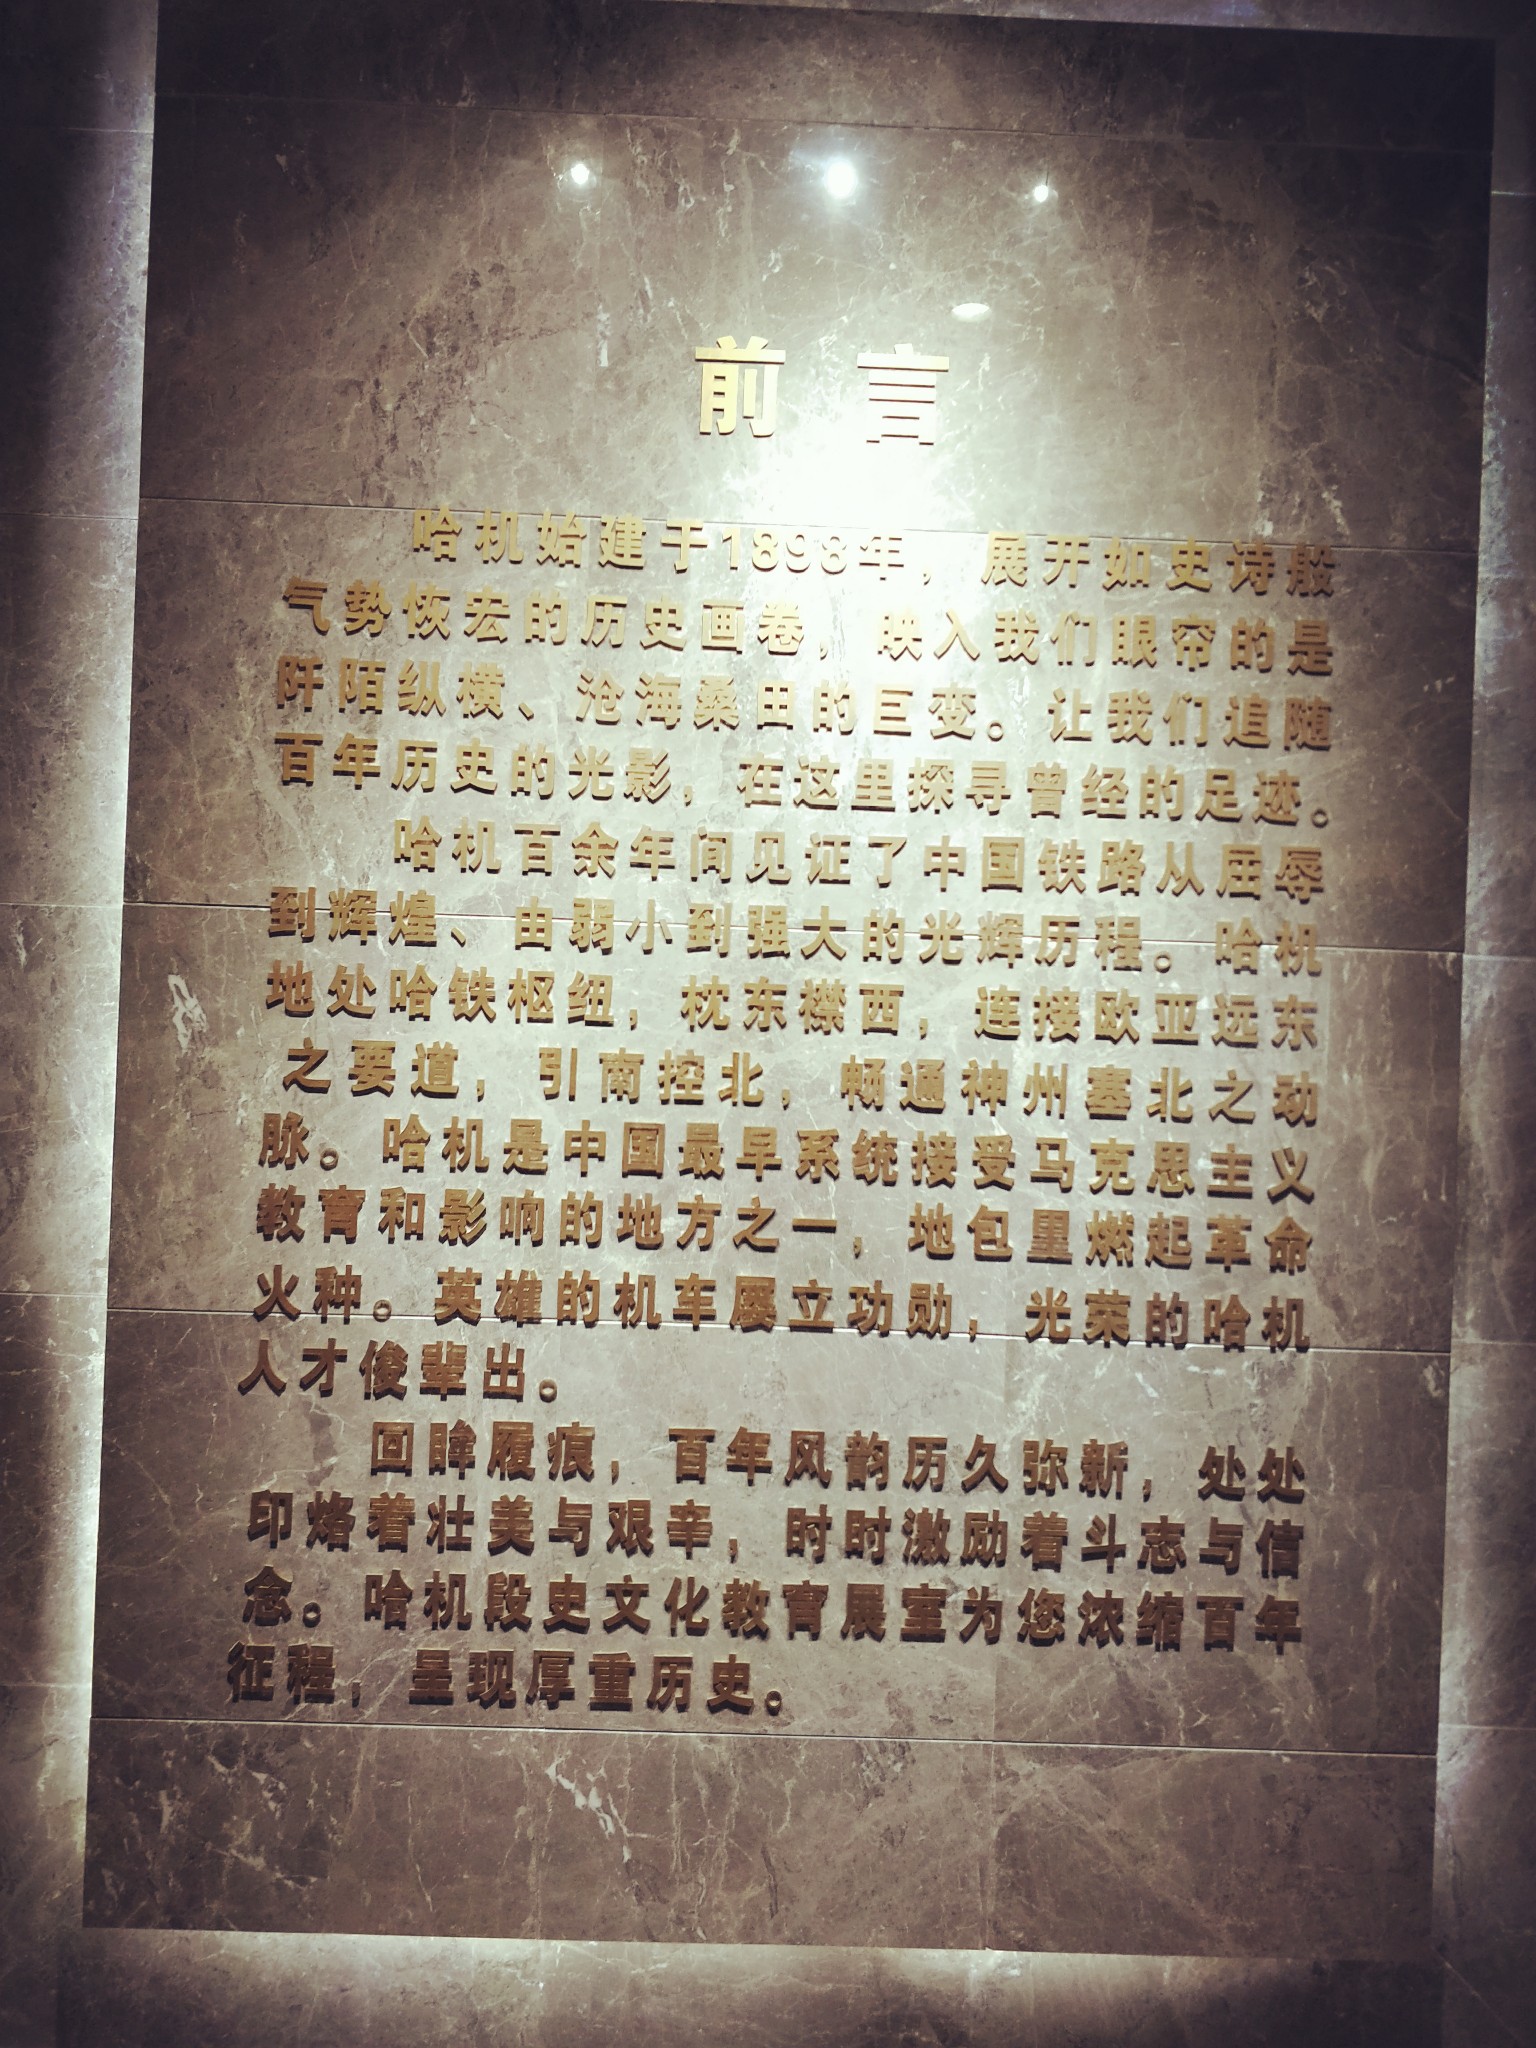 前言
哈机始建于1898年，展开如史诗般
气势恢宏的历史画卷，映入我们眼帘的是
阡陌纵横、沧海桑田的巨变。让我们追随
百年历史的光影，在这里探寻曾经的足迹。
哈机百余年间见证了中国铁路从屈辱
到辉煌、由弱小到强大的光辉历程。哈机
地处哈铁枢纽，枕东襟西，连接欧亚远东
之要道，引南控北，畅通神州塞北之动
脉。哈机是中国最早系统接受马克思主义
教育和影响的地方之一，地包里燃起革命
火种。英雄的机车屡立功勋，光荣的哈机
人才俊辈出。
回眸履痕，百年风韵历久弥新，处处
印烙着壮美与艰辛，时时激励着斗志与信
念。哈机段史文化教育展室为您浓缩百年
征程，呈现厚重历史。